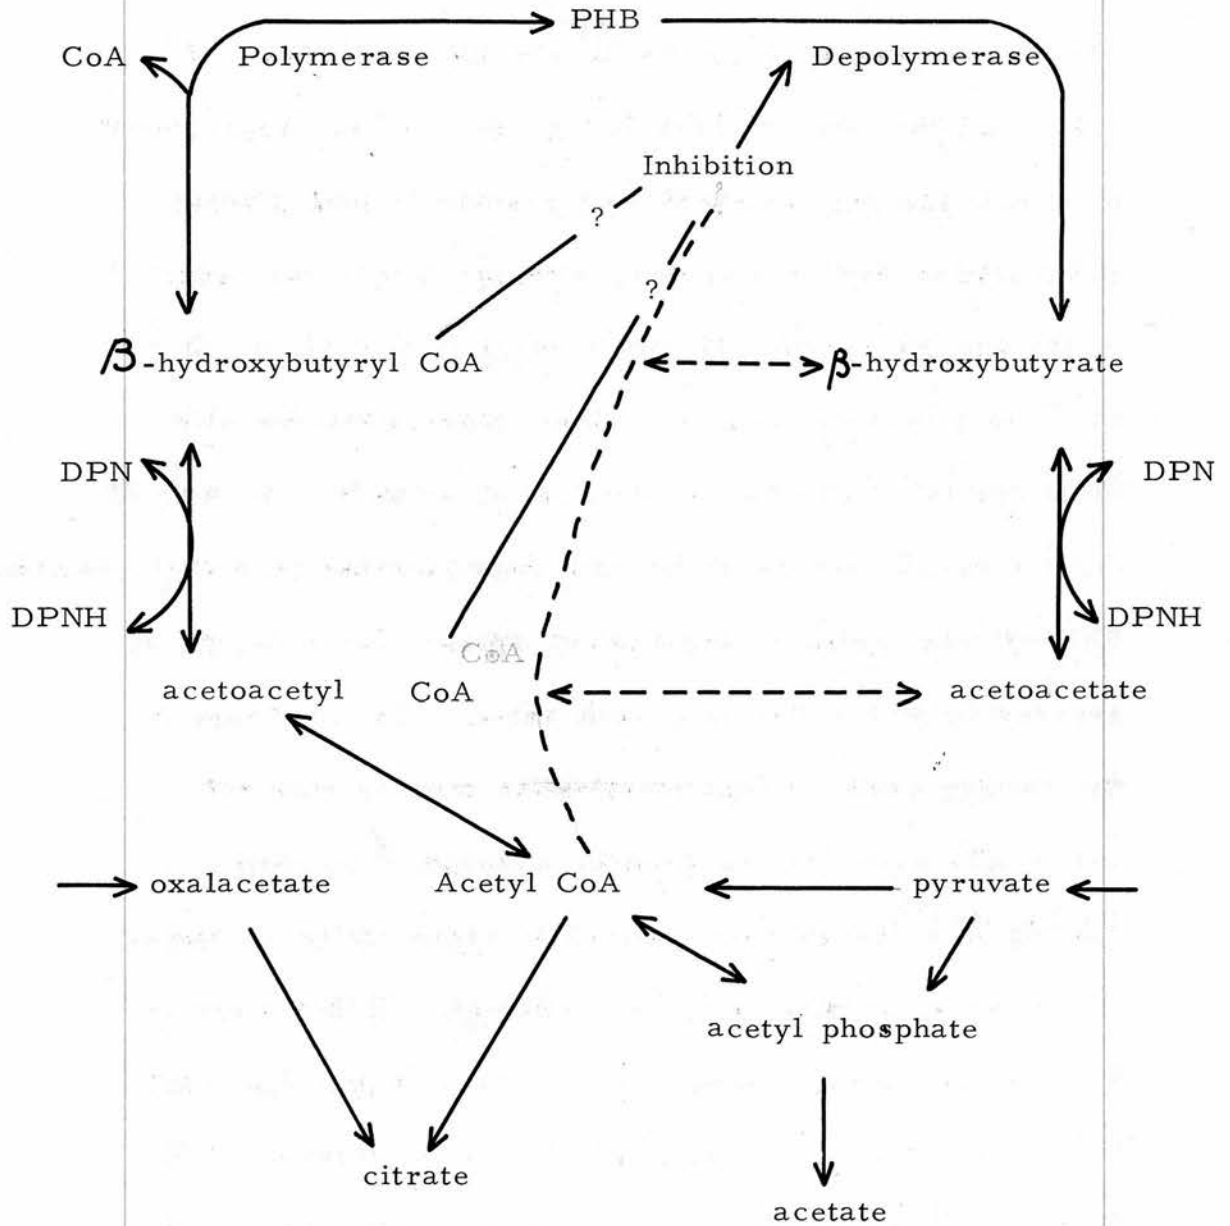 PHB
CoA
Polymerase
Depolymerase
Inhibition
?
?
β-hydroxybutyryl CoA
β-hydroxybutyrate
DPN
DPN
DPNH
DPNH
CoA
acetoacetyl CoA
acetoacetate
oxalacetate
Acetyl CoA
pyruvate
acetyl phosphate
citrate
acetate